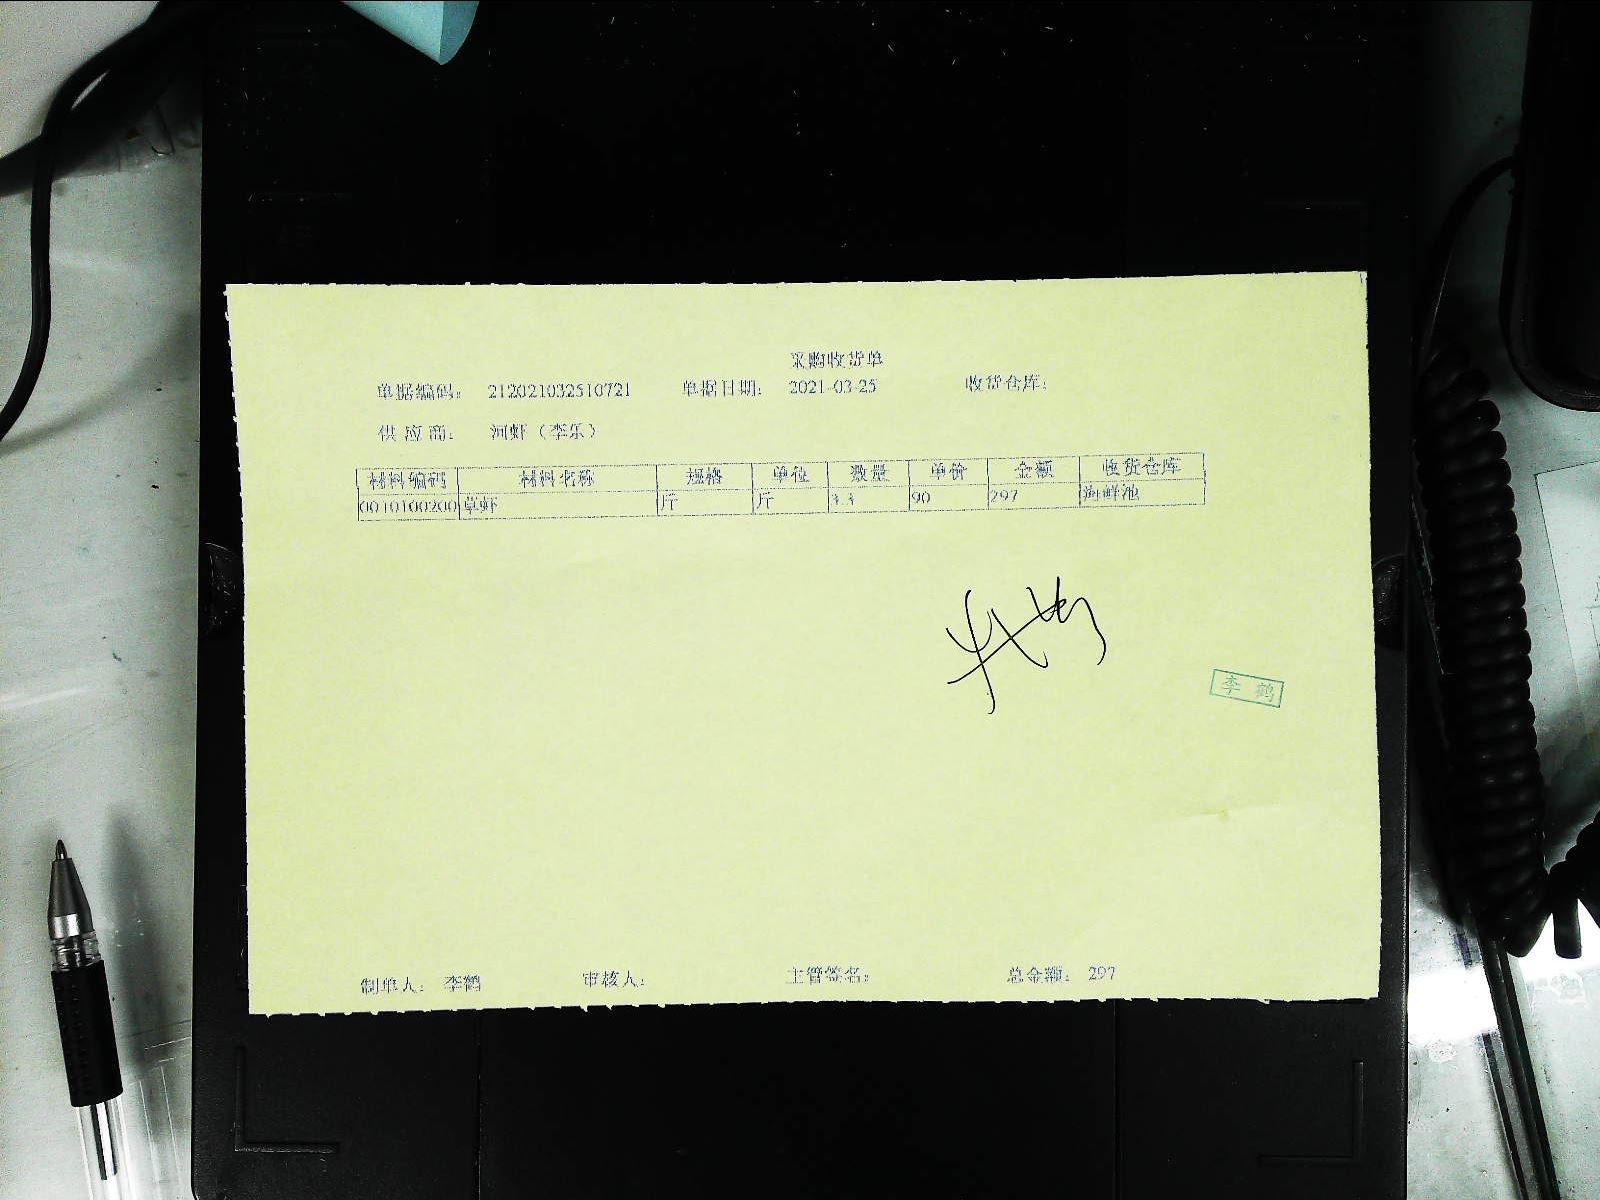 采购收货单
单据编码： 212021032510721 单据日期： 2021-03-25 收货仓库：
供应商： 河虾（李乐）
材料编码 材料名称 规格 单位 数量 单价 金额 收货仓库
0010100200 草虾 斤 斤 3.3 90 297 海鲜池
李鹤
制单人： 李鹤 审核人： 主管签名： 总金额： 297